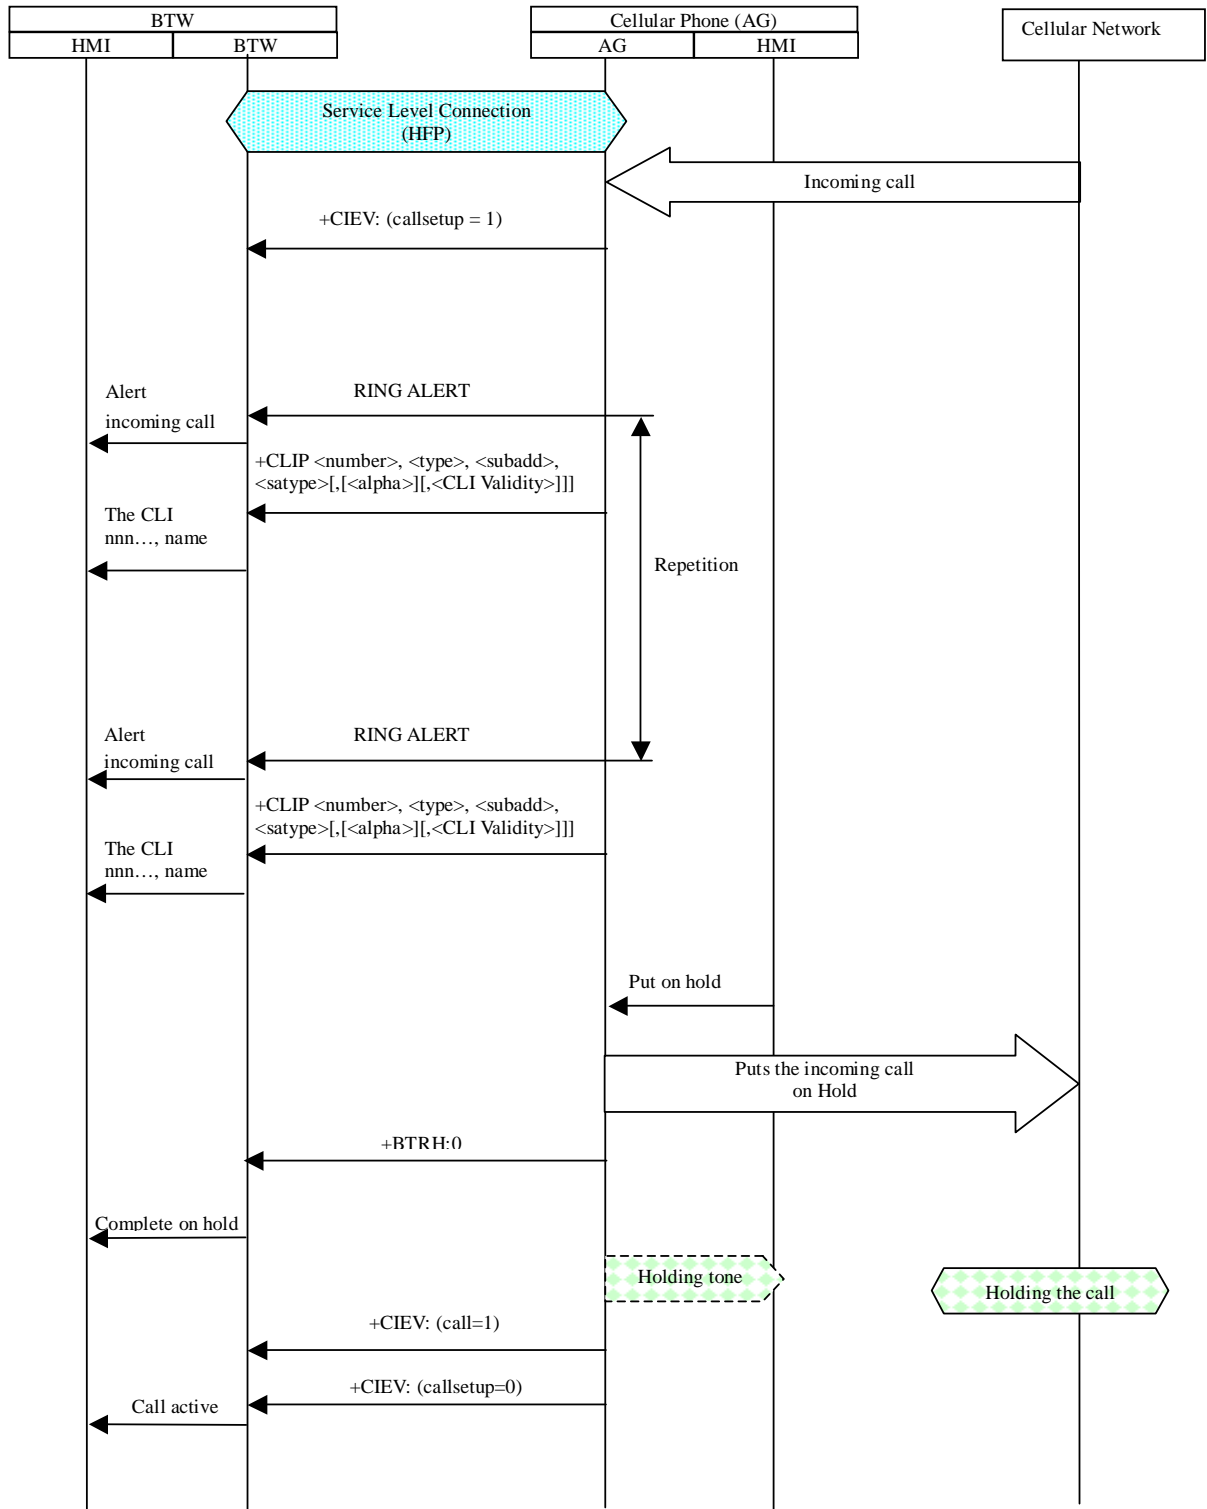 BTW
Cellular Phone (AG)
Cellular Network
HMI
BTW
AG
HMI
Service Level Connection
(HFP)
Incoming call
+CIEV: (callsetup = 1)
Alert
incoming call
RING ALERT
+CLIP <number>, <type>, <subadd>,
<satype>[,[<alpha>][,<CLI Validity>]]]
The CLI
nnn…, name
Repetition
Alert
incoming call
RING ALERT
+CLIP <number>, <type>, <subadd>,
<satype>[,[<alpha>][,<CLI Validity>]]]
The CLI
nnn…, name
Put on hold
Puts the incoming call
on Hold
+BTRH:0
Complete on hold
Holding tone
Holding the call
+CIEV: (call=1)
+CIEV: (callsetup=0)
Call active